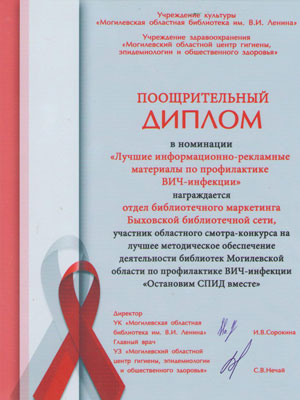 Учреждение культуры
«Могилевская областная библиотека им. В.И. Ленина»
Учреждение здравоохранения
«Могилевский областной центр гигиены,
эпидемиологии и общественного здоровья»
ПООЩРИТЕЛЬНЫЙ
ДИПЛОМ
в номинации
«Лучшие информационно-рекламные
материалы по профилактике
ВИЧ-инфекции»
награждается
отдел библиотечного маркетинга
Быховской библиотечной сети,
участник областного смотра-конкурса на
лучшее методическое обеспечение
деятельности библиотек Могилевской
области по профилактике ВИЧ-инфекции
«Остановим СПИД вместе»
Директор
УК «Могилевская областная
библиотека им. В.И. Ленина» И.В.Сорокина
Главный врач
УЗ «Могилевский областной
центр гигиены, эпидемиологии
и общественного здоровья» С.В.Нечай